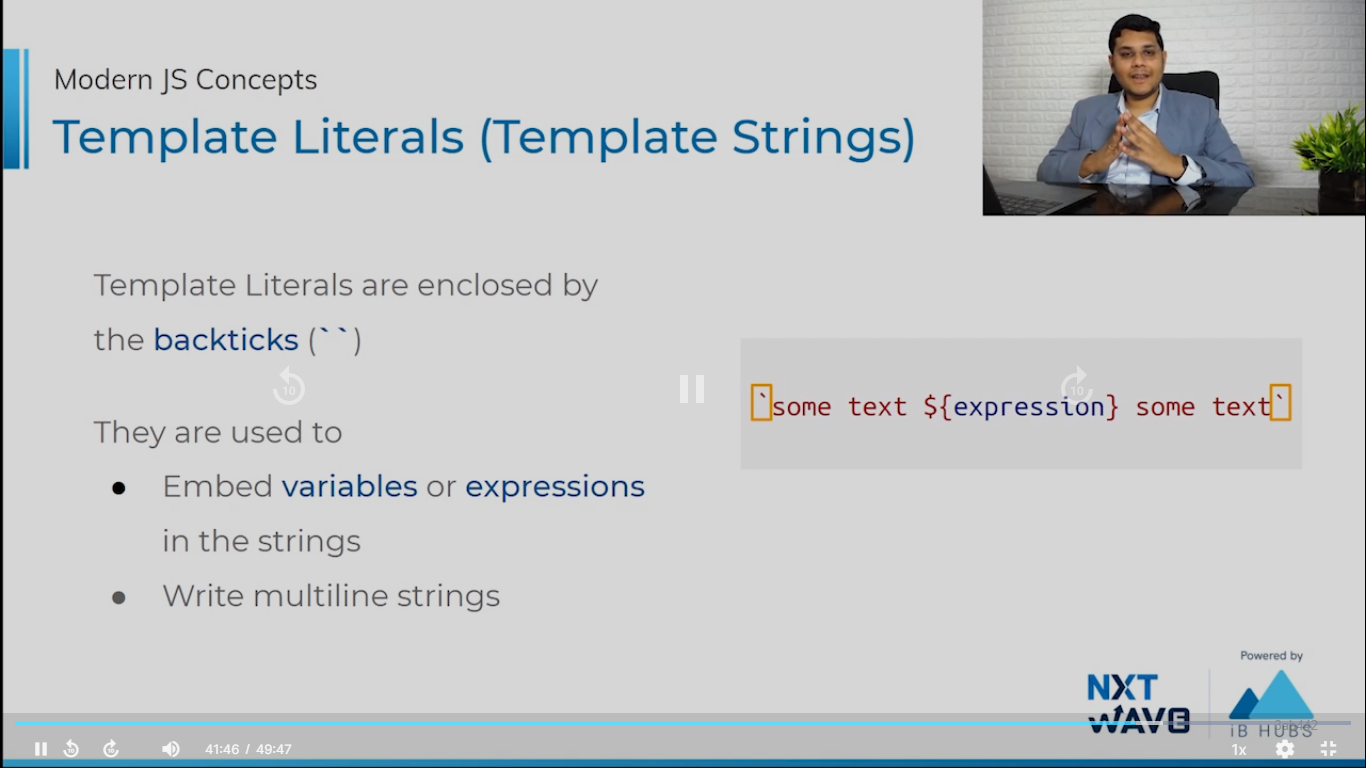 Modern JS Concepts
Template Literals (Template Strings)
Template Literals are enclosed by
the backticks (``)
They are used to
● Embed variables or expressions
in the strings
● Write multiline strings
`some text ${expression} some text`
10
10
Powered by
NXT
WAVE
iB HUBS
41:46 / 49:47
1x